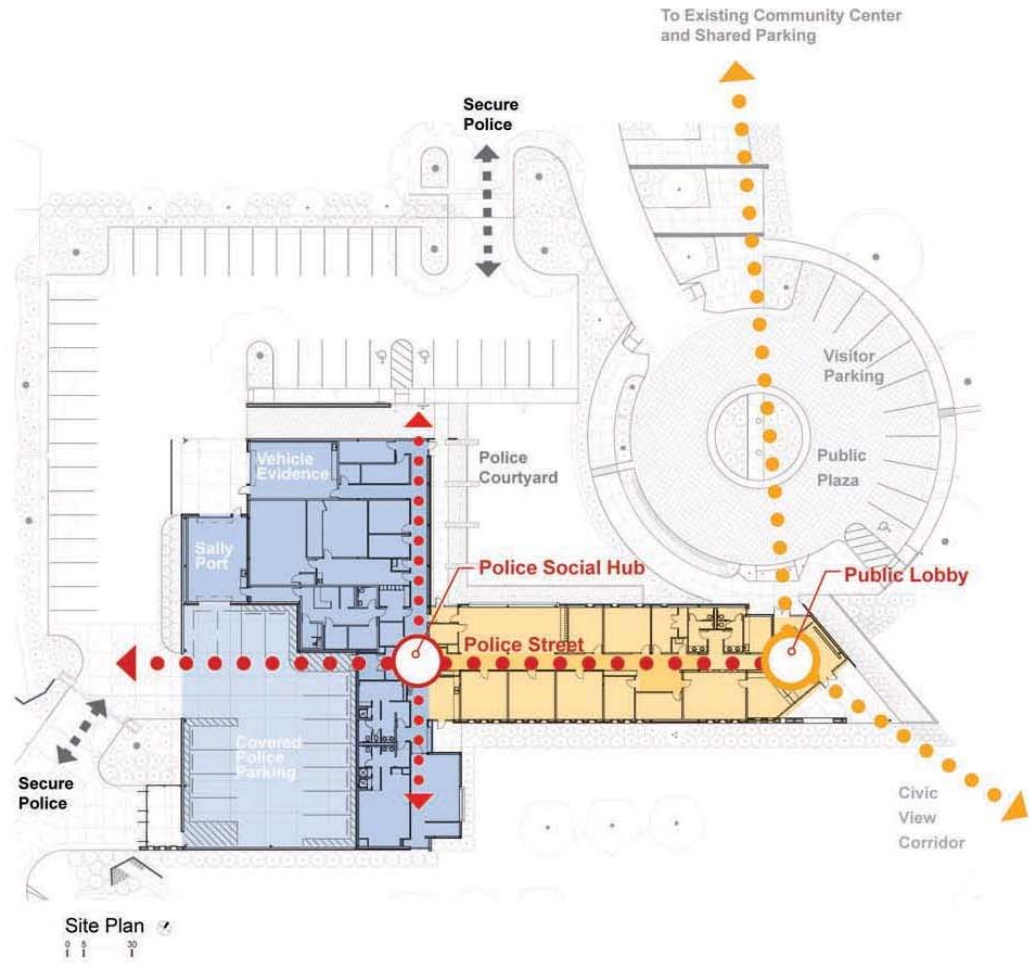 To Existing Community Center
and Shared Parking
Secure
Police
Visitor
Parking
Vehicle
Evidence
Police
Courtyard
Public
Plaza
Sally
Port
Police Social Hub
Public Lobby
Police Street
Covered
Police
Parking
Secure
Police
Civic
View
Corridor
Site Plan
0 5 30